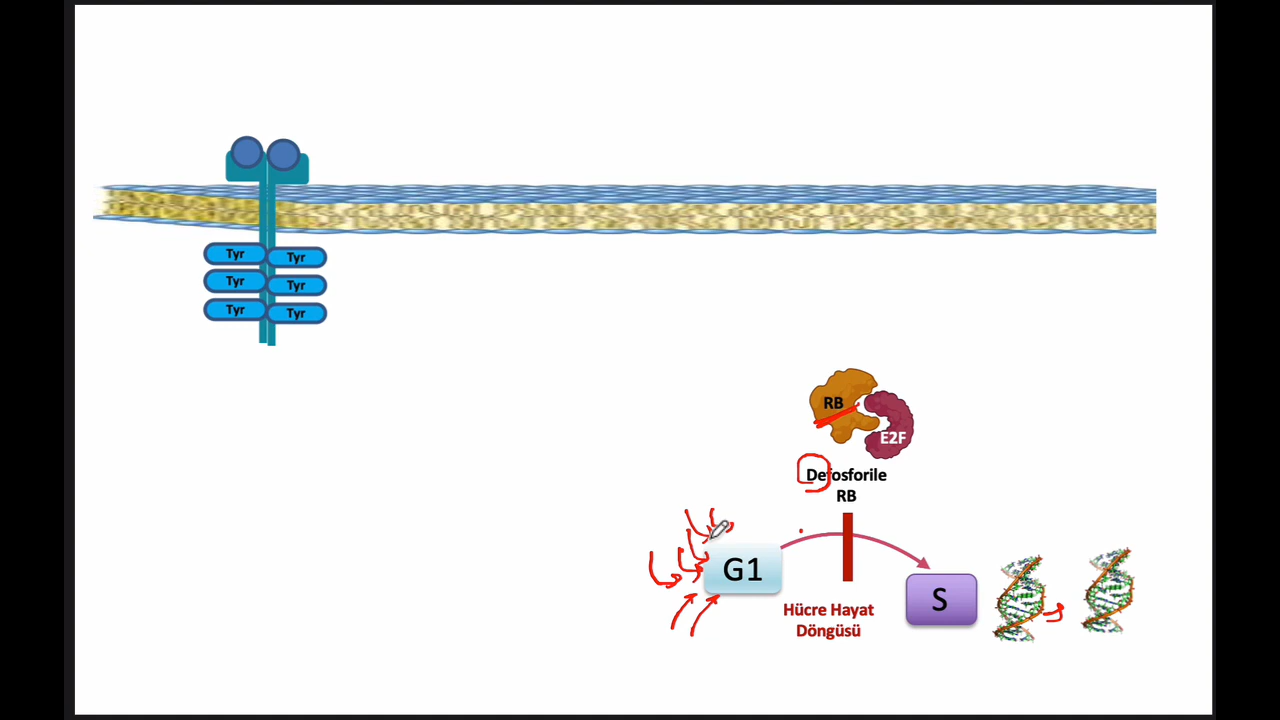 Tyr Tyr
Tyr Tyr
Tyr Tyr
RB
E2F
Defosforile
RB
G1
S
Hücre Hayat
Döngüsü